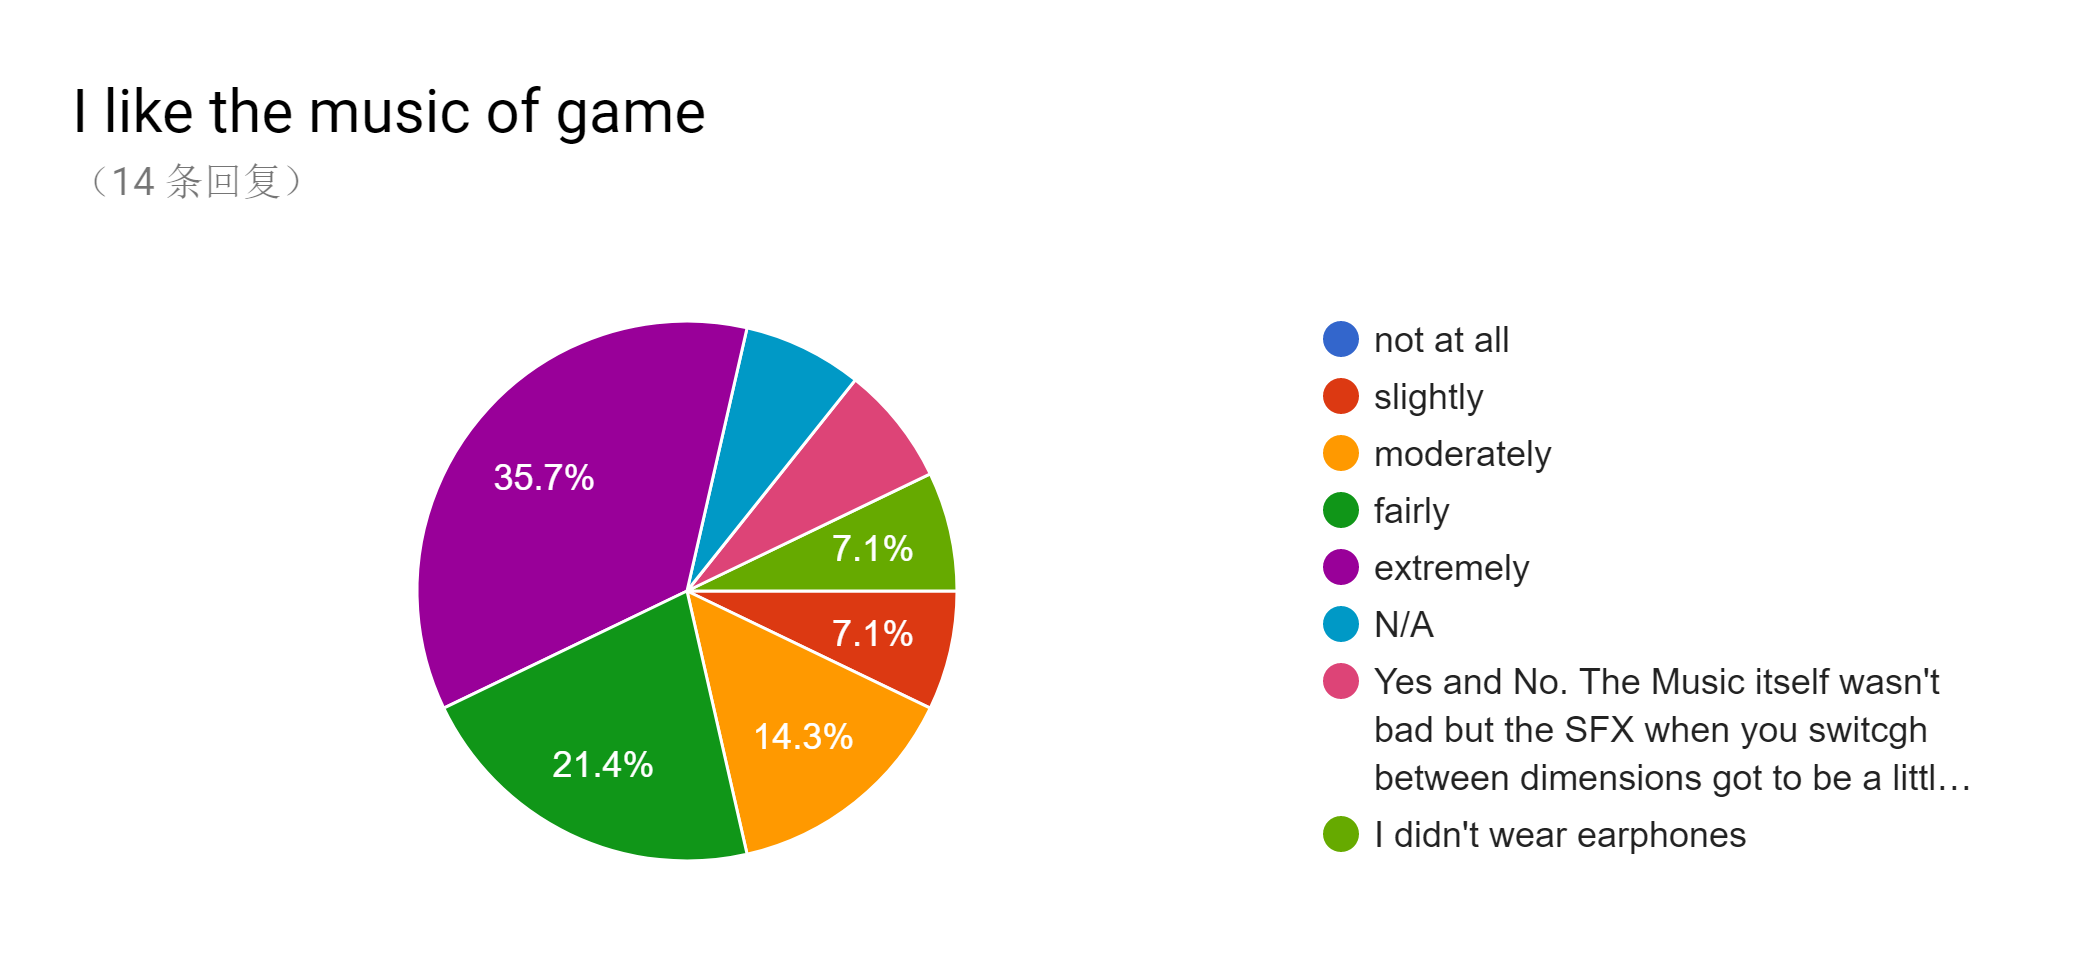 I like the music of game
（14 条回复）
35.7%
7.1%
7.1%
14.3%
21.4%
not at all
slightly
moderately
fairly
extremely
N/A
Yes and No. The Music itself wasn't
bad but the SFX when you switcgh
between dimensions got to be a littl…
I didn't wear earphones